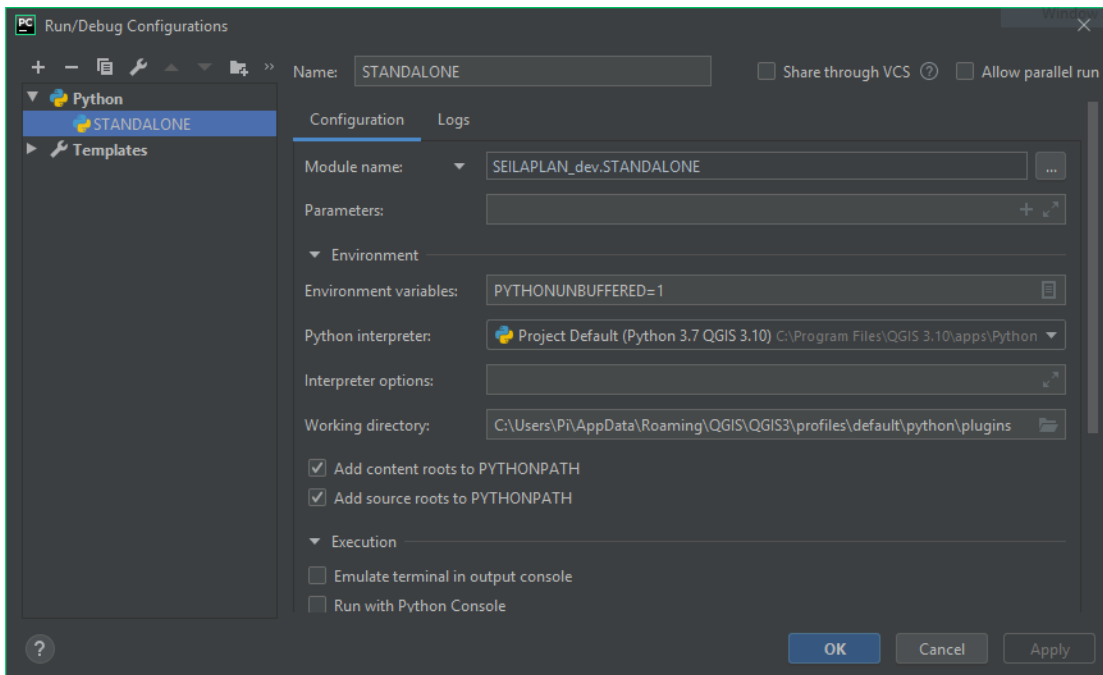 PC Run/Debug Configurations
Window
»
Name: STANDALONE
Share through VCS ?
Allow parallel run
Python
STANDALONE
Templates
Configuration Logs
Module name: SEILAPLAN_dev.STANDALONE ...
Parameters:
Environment
Environment variables: PYTHONUNBUFFERED=1
Python interpreter: Project Default (Python 3.7 QGIS 3.10) C:\Program Files\QGIS 3.10\apps\Python
Interpreter options:
Working directory: C:\Users\Pi\AppData\Roaming\QGIS\QGIS3\profiles\default\python\plugins
Add content roots to PYTHONPATH
Add source roots to PYTHONPATH
Execution
Emulate terminal in output console
Run with Python Console
? OK Cancel Apply